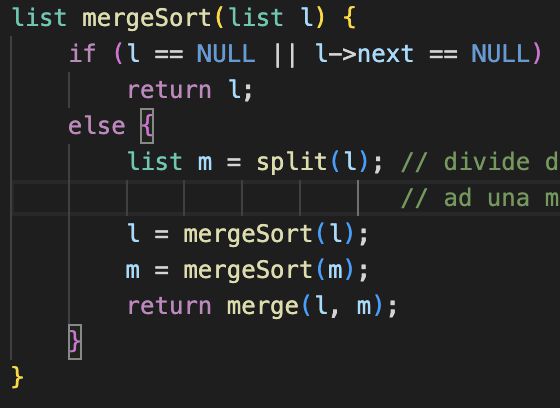 list mergeSort(list l) {
if (l == NULL || l->next == NULL)
return l;
else {
list m = split(l); // divide d
// ad una m
l = mergeSort(l);
m = mergeSort(m);
return merge(l, m);
}
}